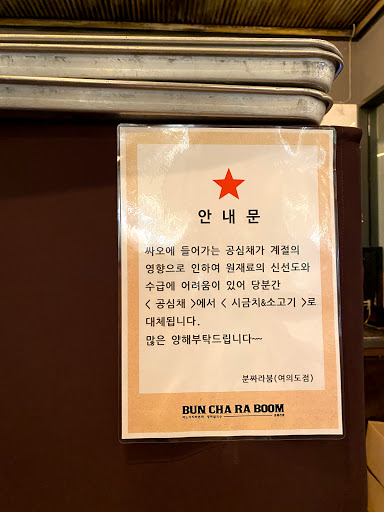 안 내 문
싸오에 들어가는 공심채가 계절의
영향으로 인하여 원재료의 신선도와
수급에 어려움이 있어 당분간
< 공심채 >에서 < 시금치&소고기 >로
대체됩니다.
많은 양해부탁드립니다~~
분짜라붐(여의도점)
BUN CHA RA BOOM